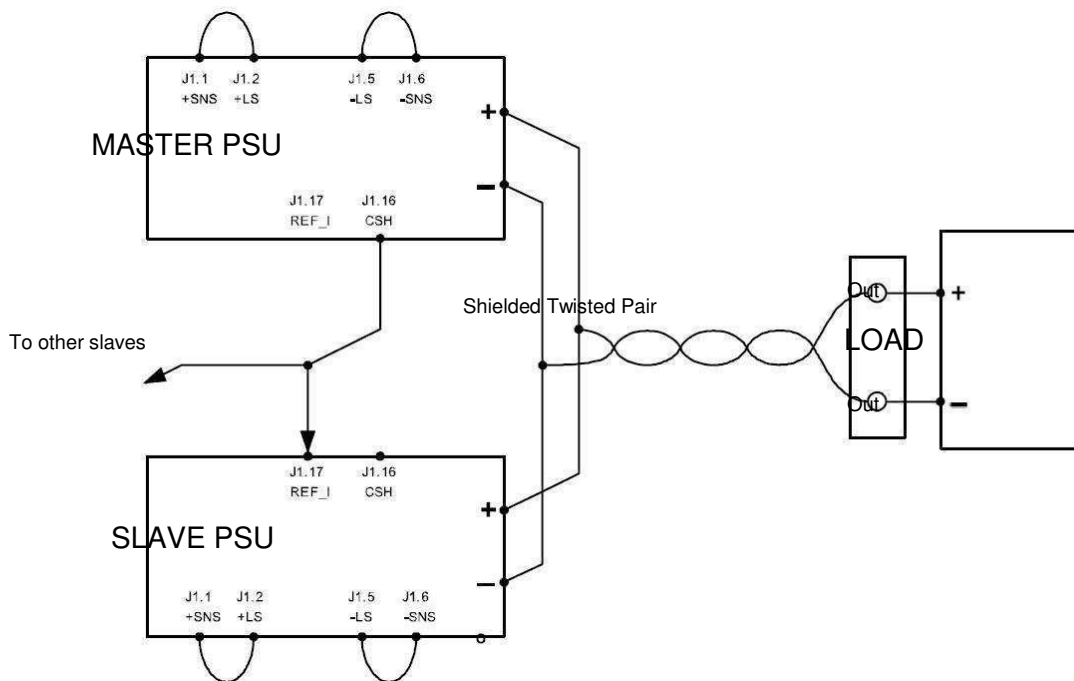 J1.1 J1.2 J1.5 J1.6
+SNS +LS -LS -SNS
+
MASTER PSU
-
J1.17 J1.16
REF_I CSH
Shielded Twisted Pair
To other slaves
Out +
LOAD
Out -
J1.17 J1.16
REF_I CSH
+
SLAVE PSU
-
J1.1 J1.2 J1.5 J1.6
+SNS +LS -LS -SNS